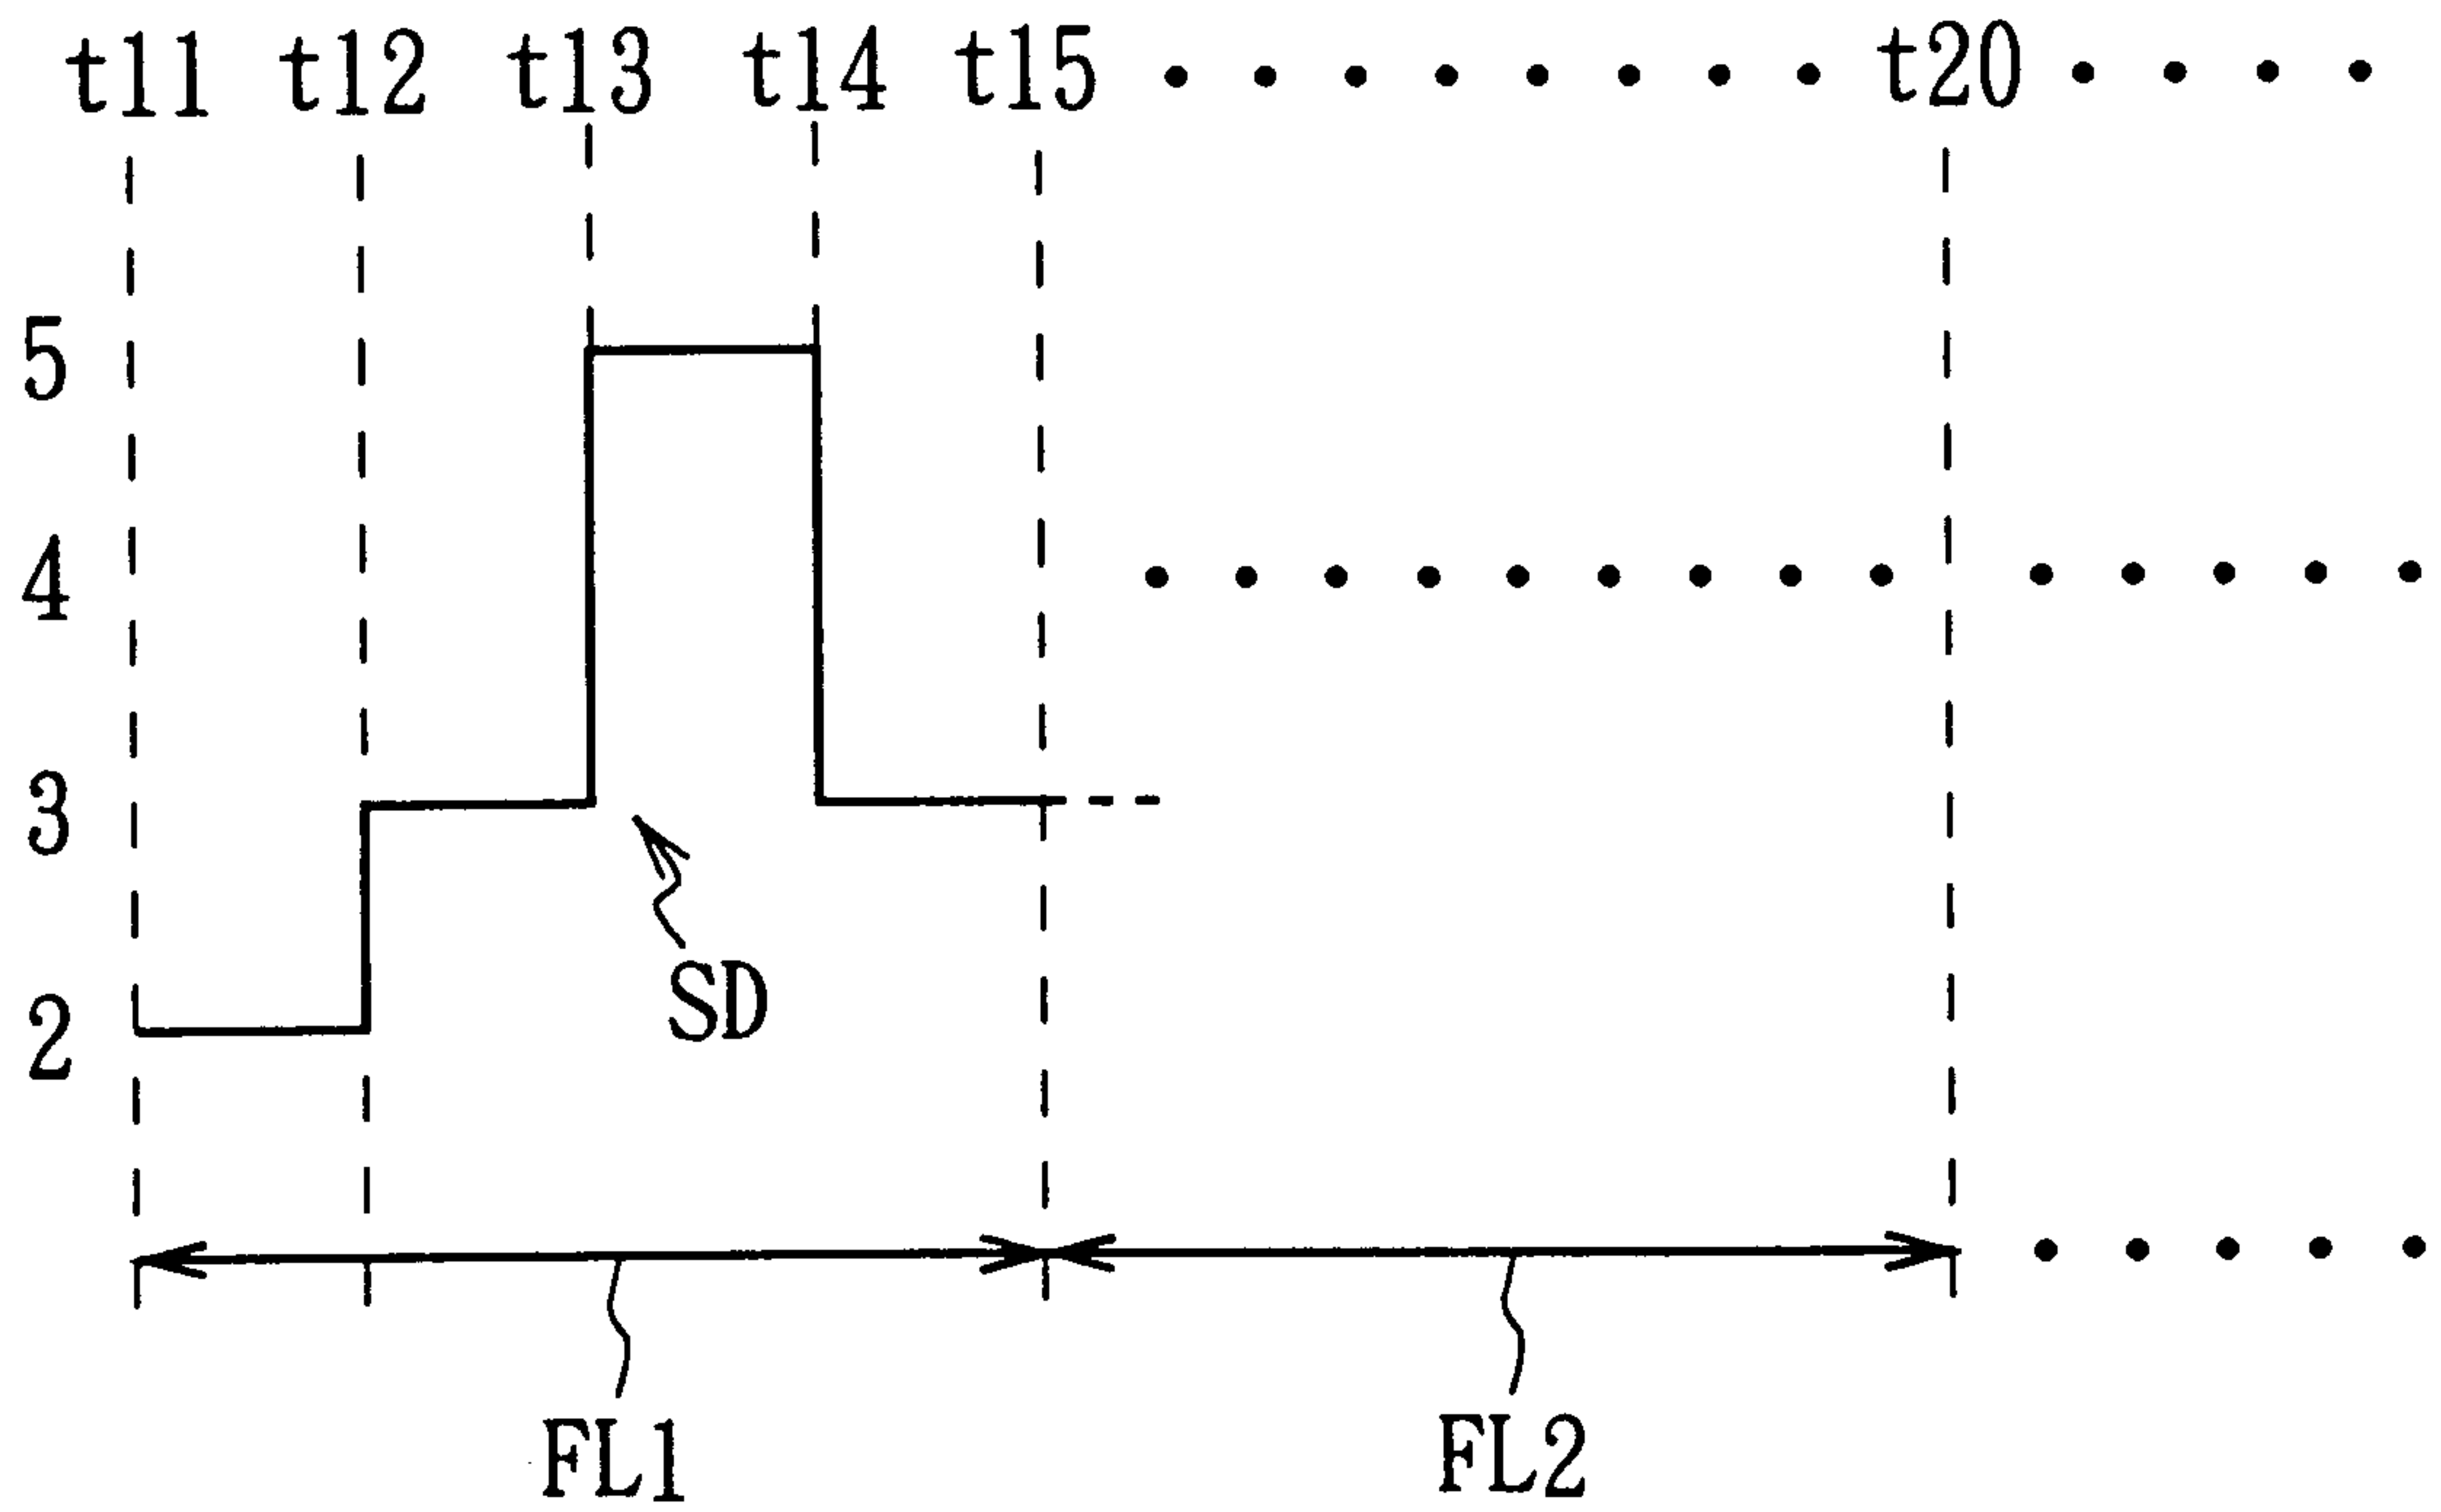 t11 t12 t13 t14 t15 • • • • • • • • t20 • • • •
5
4 • • • • • • • • • • • • • •
3
SD
2
• • • • •
FL1 FL2